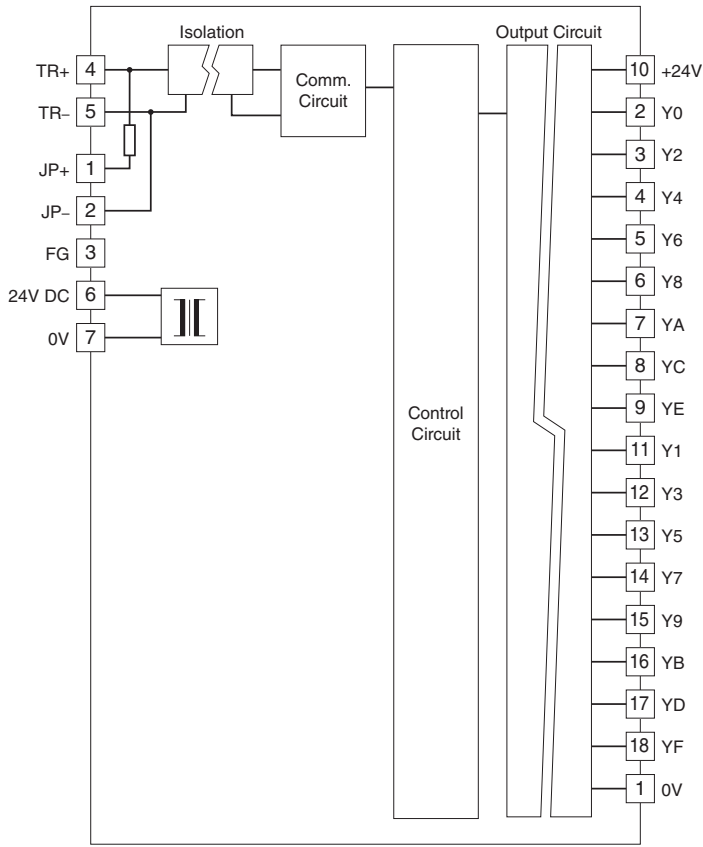 Isolation
Output Circuit
TR+ 4
TR– 5
JP+ 1
JP– 2
FG 3
24V DC 6
0V 7
Comm.
Circuit
Control
Circuit
10 +24V
2 Y0
3 Y2
4 Y4
5 Y6
6 Y8
7 YA
8 YC
9 YE
11 Y1
12 Y3
13 Y5
14 Y7
15 Y9
16 YB
17 YD
18 YF
1 0V